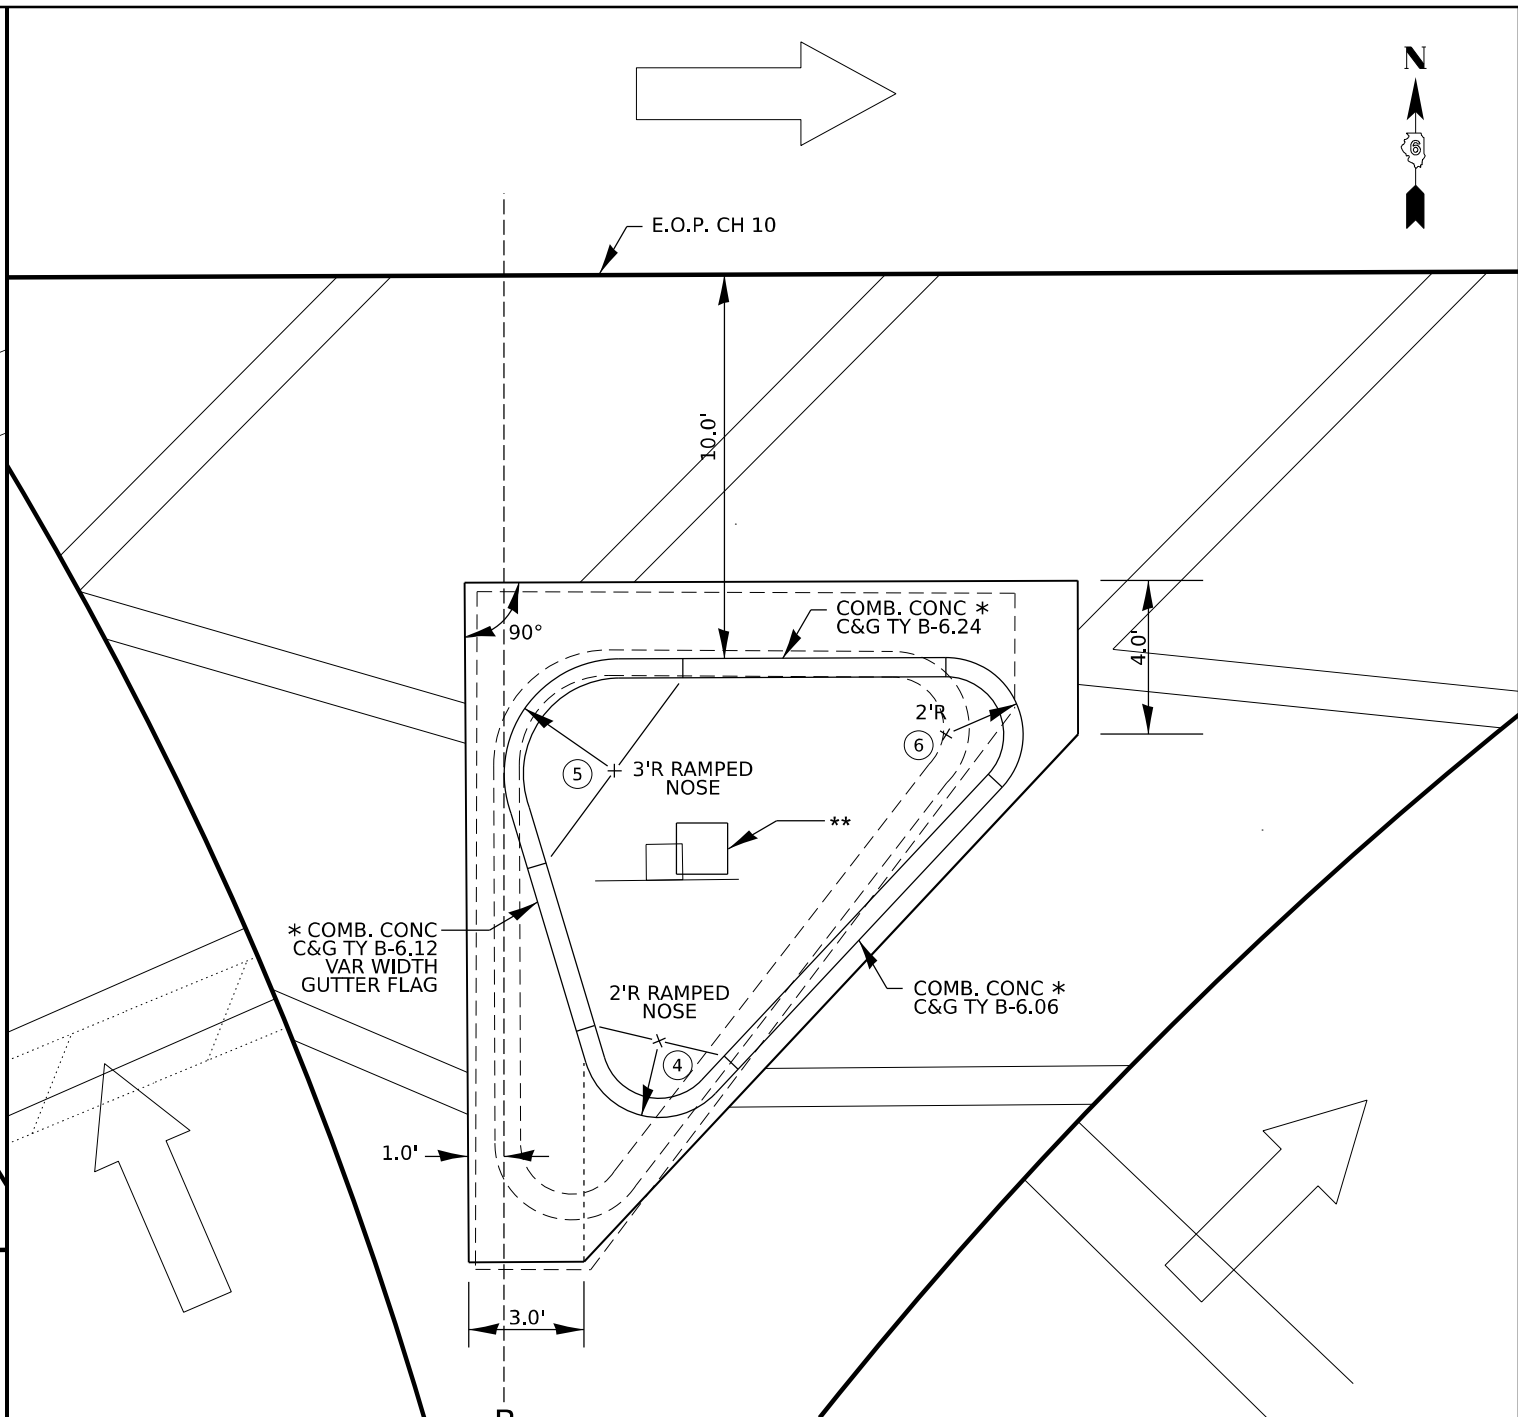 N
6
E.O.P. CH 10
10.0'
COMB. CONC *
C&G TY B-6.24
90°
4.0'
2'R
6
5
3'R RAMPED
NOSE
**
* COMB. CONC
C&G TY B-6.12
VAR WIDTH
GUTTER FLAG
2'R RAMPED
NOSE
COMB. CONC *
C&G TY B-6.06
4
1.0'
3.0'